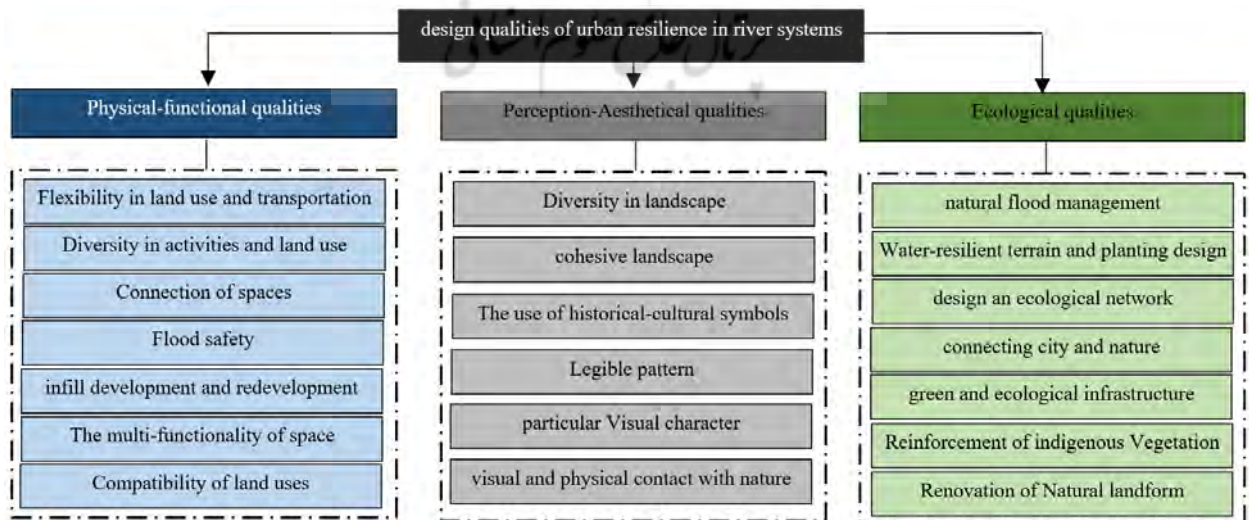 design qualities of urban resilience in river systems
Physical-functional qualities
Flexibility in land use and transportation
Diversity in activities and land use
Connection of spaces
Flood safety
infill development and redevelopment
The multi-functionality of space
Compatibility of land uses
Perception-Aesthetical qualities
Diversity in landscape
cohesive landscape
The use of historical-cultural symbols
Legible pattern
particular Visual character
visual and physical contact with nature
Ecological qualities
natural flood management
Water-resilient terrain and planting design
design an ecological network
connecting city and nature
green and ecological infrastructure
Reinforcement of indigenous Vegetation
Renovation of Natural landform
پرتال جامع علوم انسانی